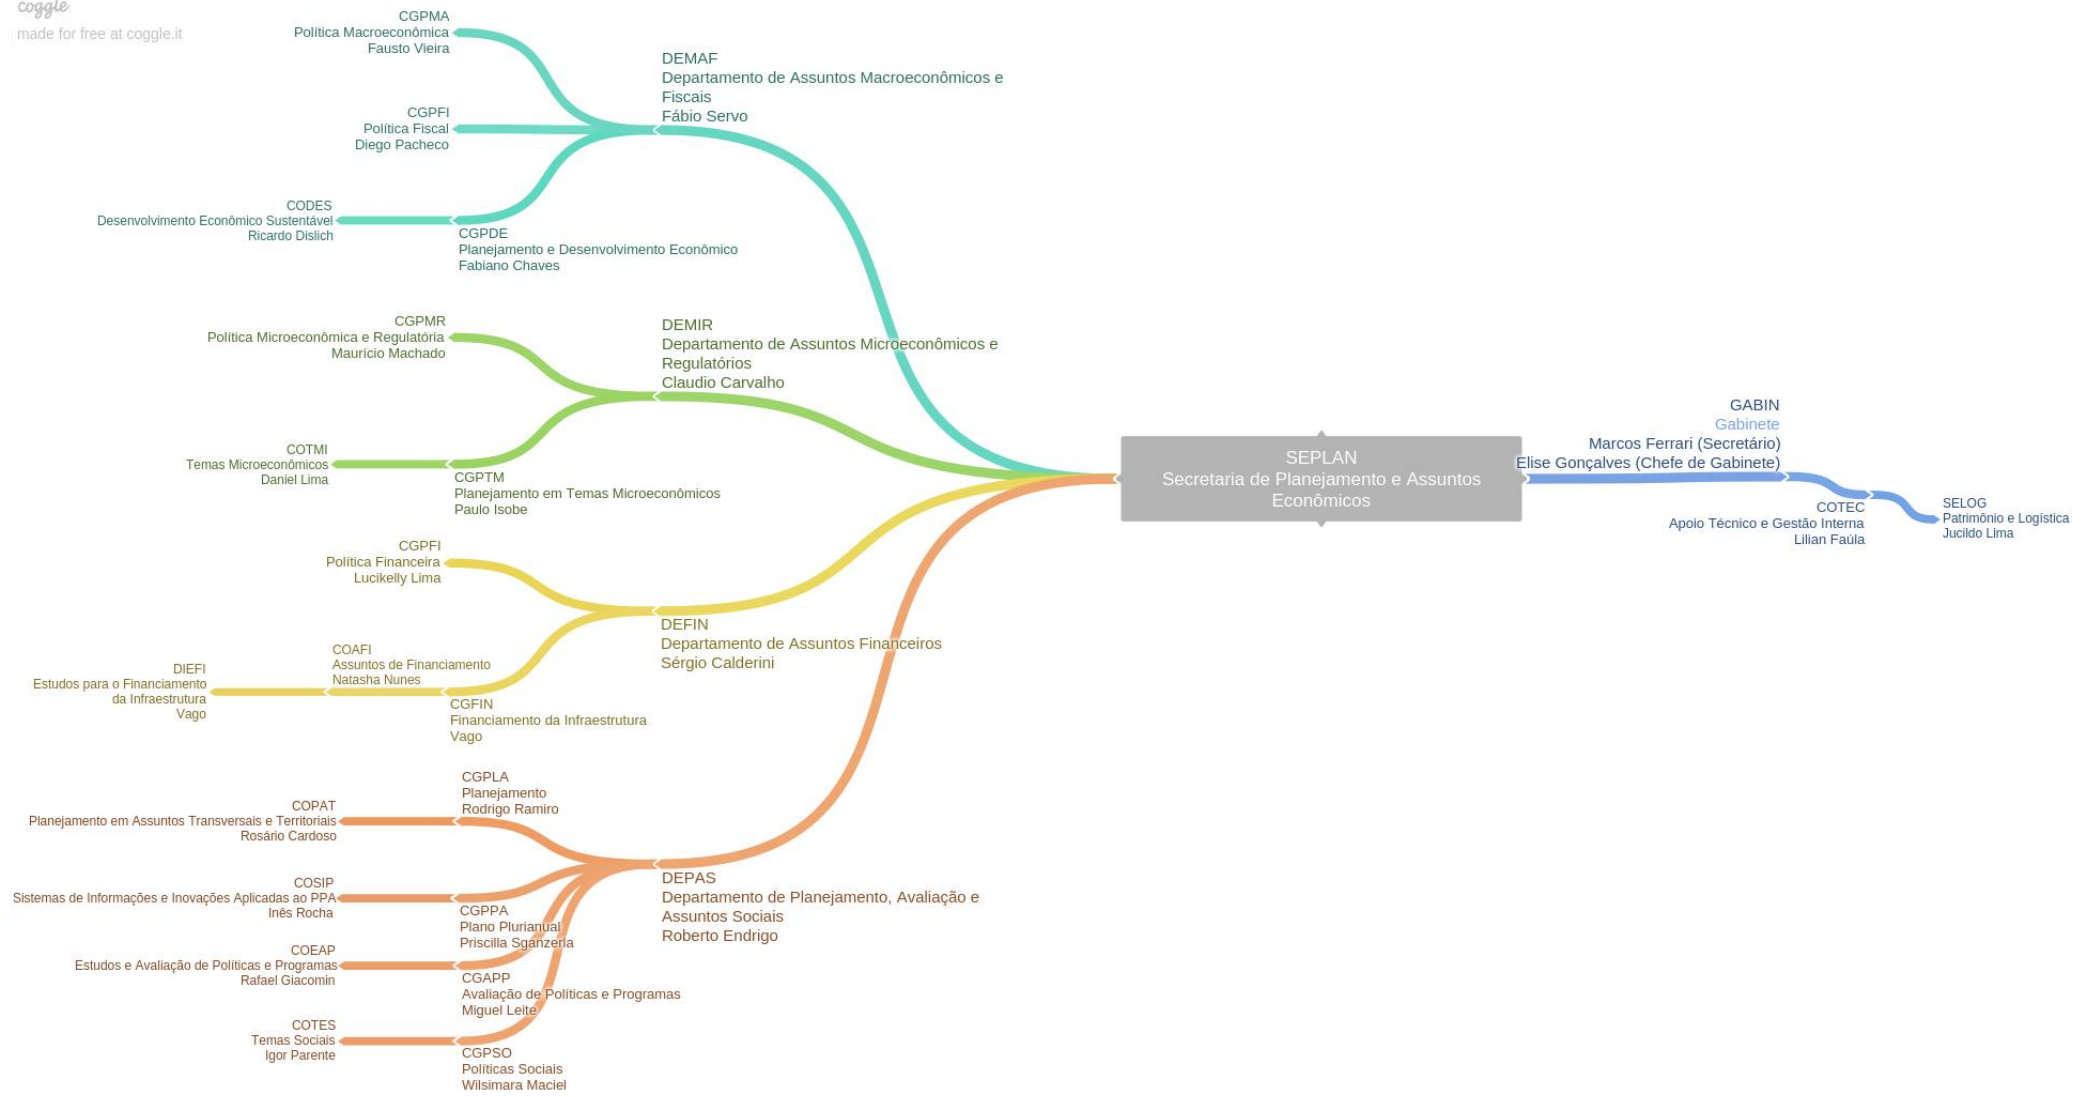 coggle
made for free at coggle.it
CGPMA
Política Macroeconômica
Fausto Vieira
CGPFI
Política Fiscal
Diego Pacheco
CODES
Desenvolvimento Econômico Sustentável
Ricardo Dislich
CGPDE
Planejamento e Desenvolvimento Econômico
Fabiano Chaves
DEMAF
Departamento de Assuntos Macroeconômicos e
Fiscais
Fábio Servo
CGPMR
Política Microeconômica e Regulatória
Maurício Machado
COTMI
Temas Microeconômicos
Daniel Lima
CGPTM
Planejamento em Temas Microeconômicos
Paulo Isobe
DEMIR
Departamento de Assuntos Microeconômicos e
Regulatórios
Claudio Carvalho
CGPFI
Política Financeira
Lucikelly Lima
DIEFI
Estudos para o Financiamento
da Infraestrutura
Vago
COAFI
Assuntos de Financiamento
Natasha Nunes
CGFIN
Financiamento da Infraestrutura
Vago
DEFIN
Departamento de Assuntos Financeiros
Sérgio Calderini
CGPLA
Planejamento
Rodrigo Ramiro
COPAT
Planejamento em Assuntos Transversais e Territoriais
Rosário Cardoso
COSIP
Sistemas de Informações e Inovações Aplicadas ao PPA
Inês Rocha
CGPPA
Plano Plurianual
Priscilla Sganzerla
COEAP
Estudos e Avaliação de Políticas e Programas
Rafael Giacomin
CGAPP
Avaliação de Políticas e Programas
Miguel Leite
COTES
Temas Sociais
Igor Parente
CGPSO
Políticas Sociais
Wilsimara Maciel
DEPAS
Departamento de Planejamento, Avaliação e
Assuntos Sociais
Roberto Endrigo
SEPLAN
Secretaria de Planejamento e Assuntos
Econômicos
GABIN
Gabinete
Marcos Ferrari (Secretário)
Elise Gonçalves (Chefe de Gabinete)
COTEC
Apoio Técnico e Gestão Interna
Lilian Faúla
SELOG
Patrimônio e Logística
Jucildo Lima